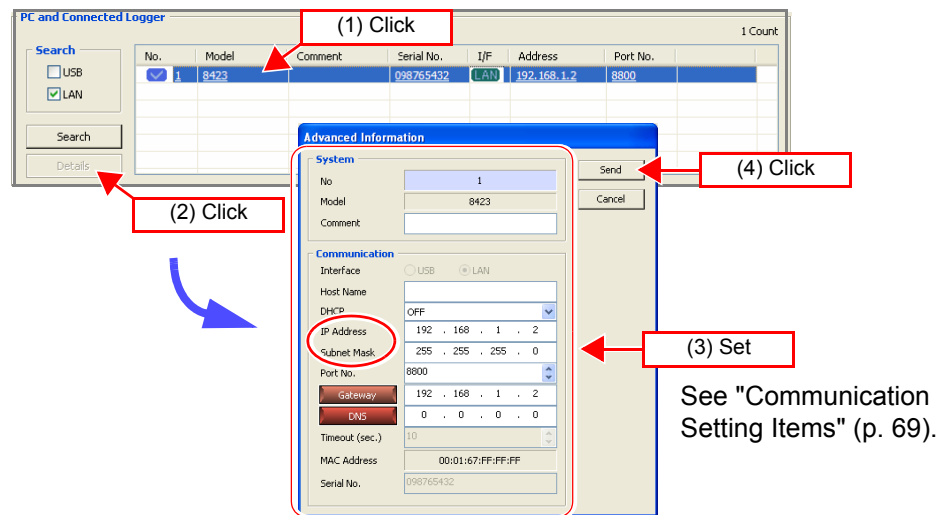 PC and Connected Logger
(1) Click
1 Count
Search
USB
LAN
Search
Details
No. Model Comment Serial No. I/F Address Port No.
1 8423 098765432 LAN 192.168.1.2 8800
(2) Click
Advanced Information
System
No 1
Model 8423
Comment
Send
Cancel
(4) Click
Communication
Interface USB LAN
Host Name
DHCP OFF
IP Address 192 . 168 . 1 . 2
Subnet Mask 255 . 255 . 255 . 0
Port No. 8800
Gateway 192 . 168 . 1 . 2
DNS 0 . 0 . 0 . 0
Timeout (sec.) 10
MAC Address 00:01:67:FF:FF:FF
Serial No. 098765432
(3) Set
See "Communication
Setting Items" (p. 69).